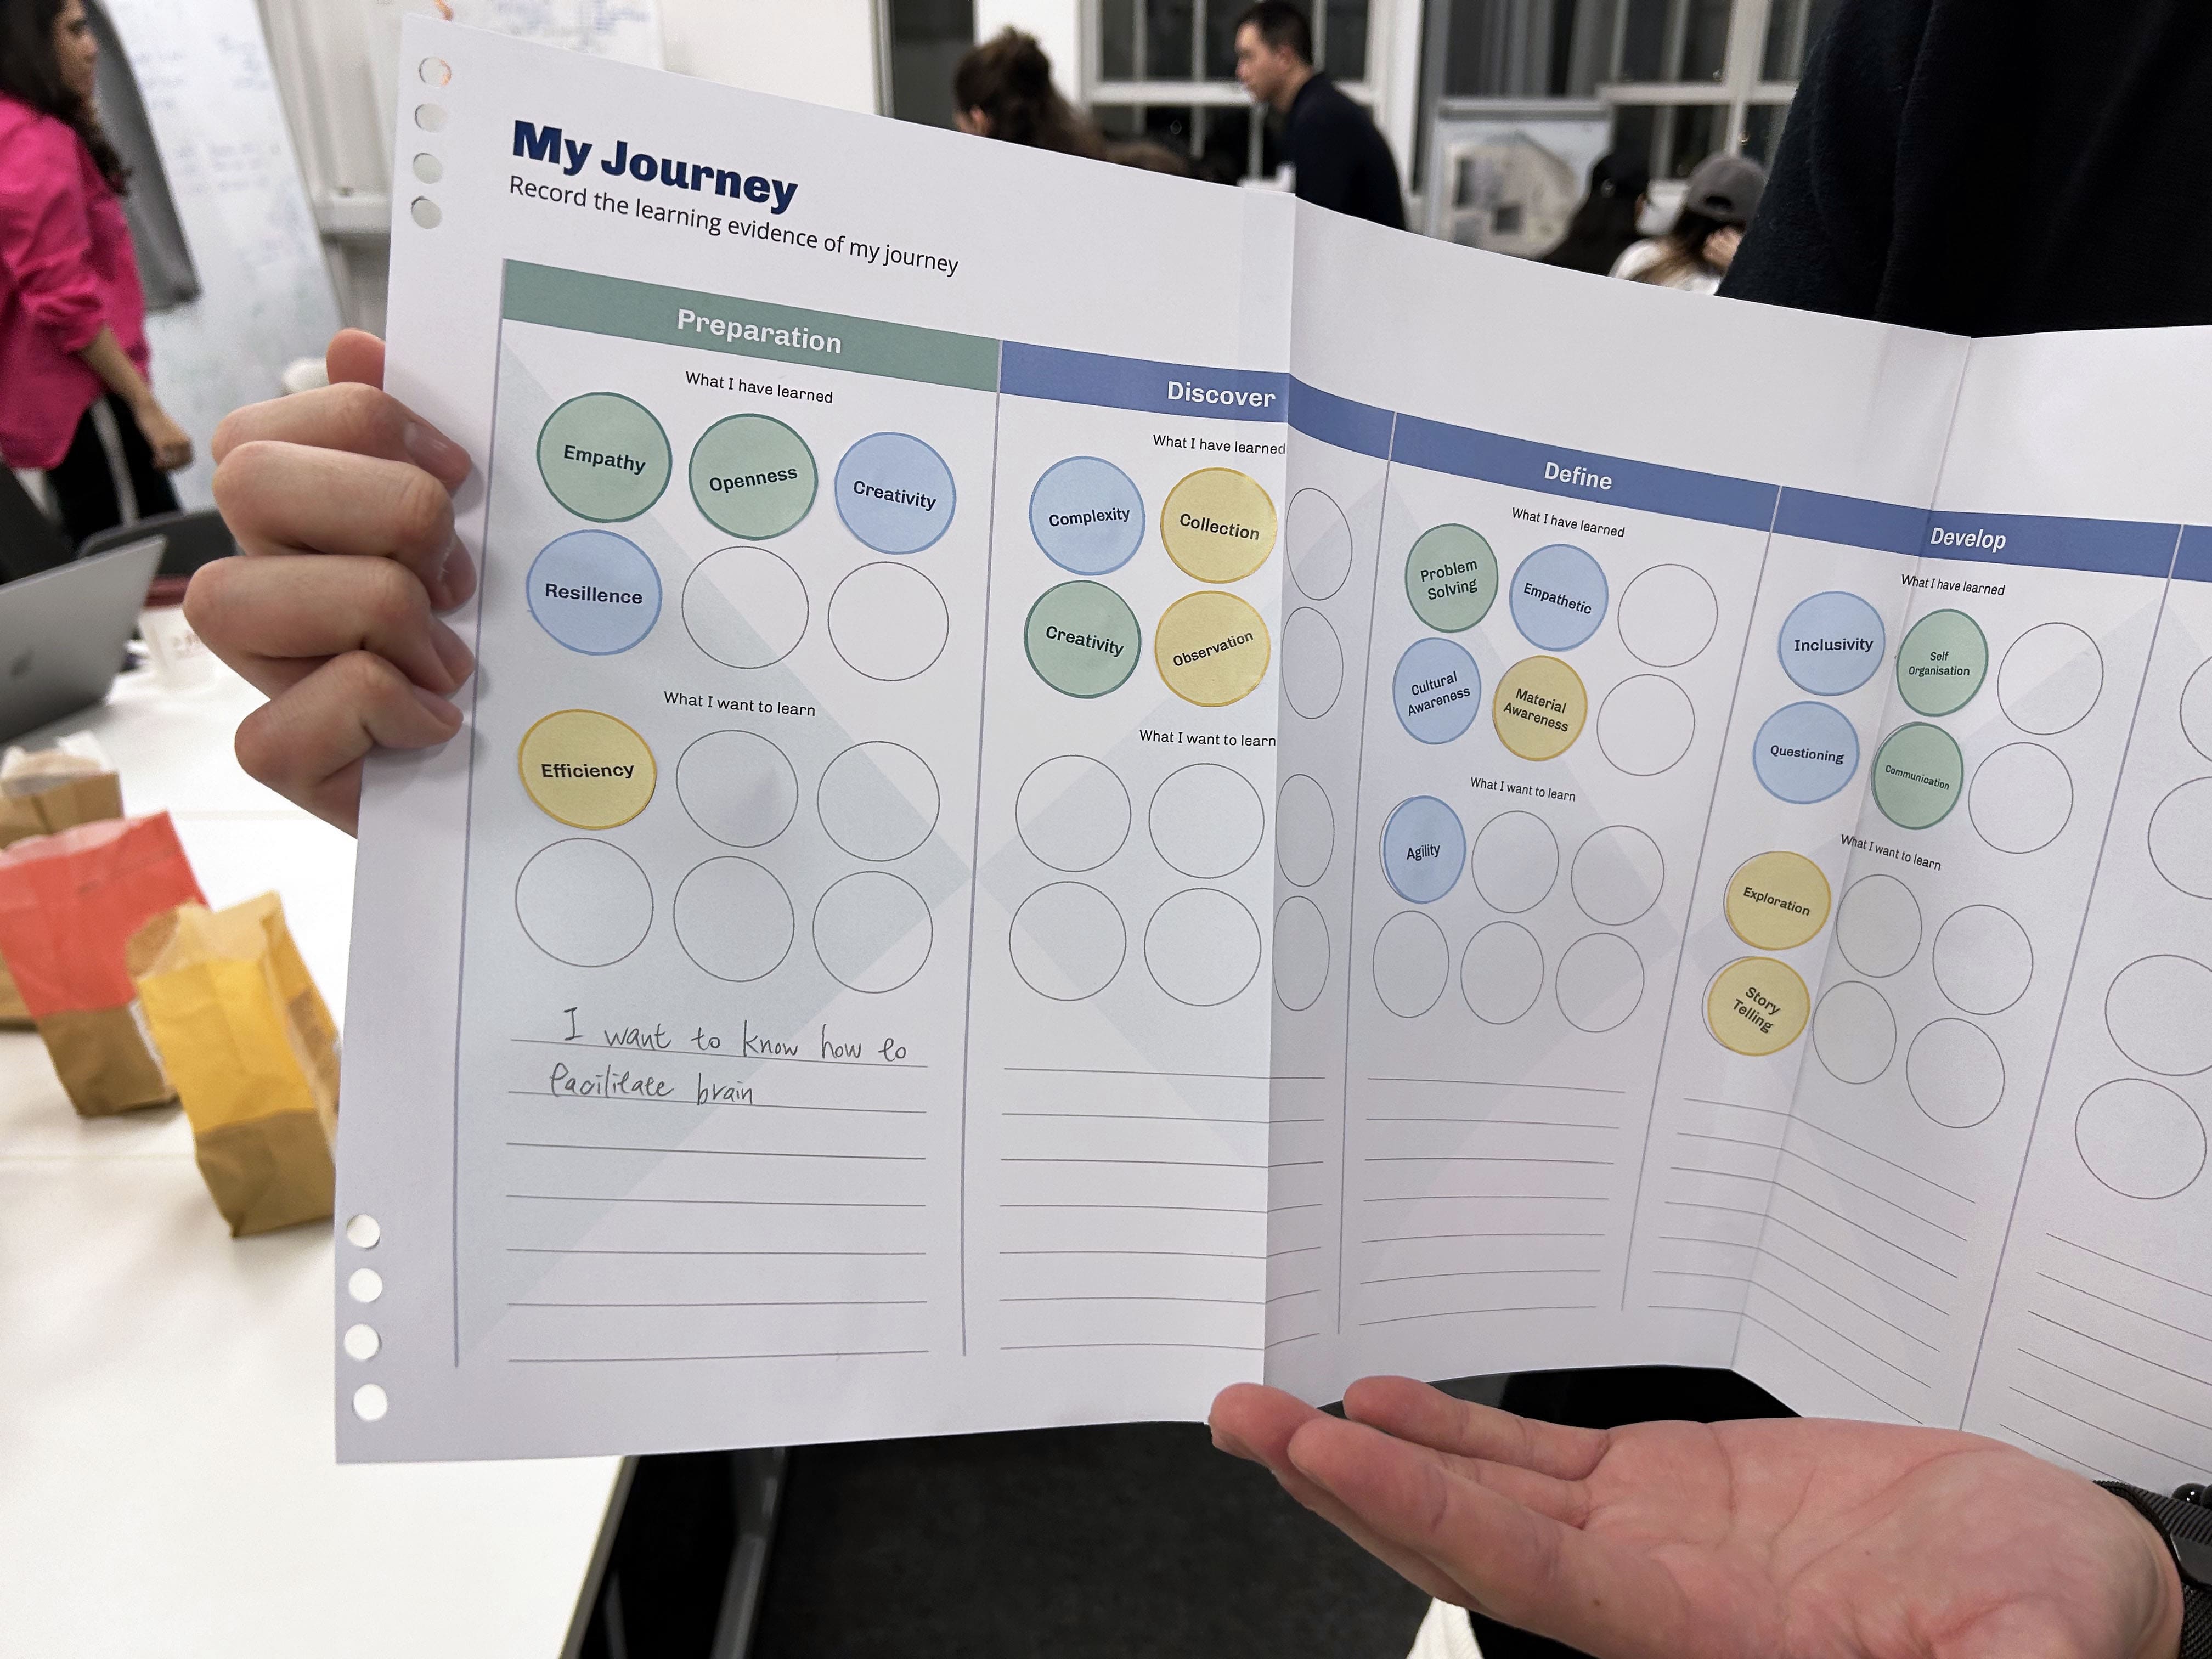 My Journey
Record the learning evidence of my journey
Preparation
What I have learned
Empathy
Openness
Creativity
Resillence
What I want to learn
Efficiency
I want to know how to
facilitate brain
Discover
What I have learned
Complexity
Collection
Creativity
Observation
What I want to learn
Define
What I have learned
Problem
Solving
Empathetic
Cultural
Awareness
Material
Awareness
What I want to learn
Agility
Develop
What I have learned
Inclusivity
Self
Organisation
Questioning
Communication
What I want to learn
Exploration
Story
Telling